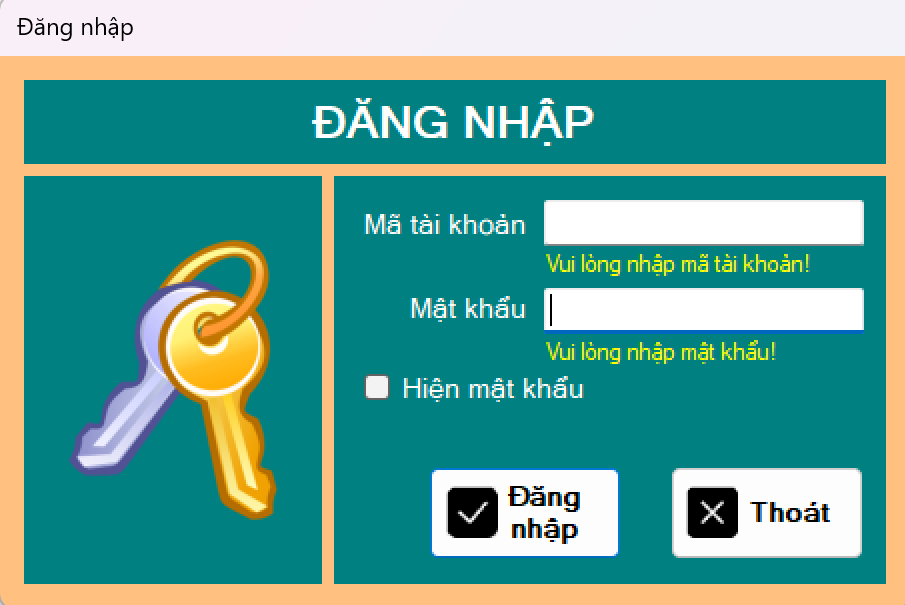 Đăng nhập
ĐĂNG NHẬP
Mã tài khoản
Vui lòng nhập mã tài khoản!
Mật khẩu
Vui lòng nhập mật khẩu!
Hiện mật khẩu
Đăng
nhập
Thoát